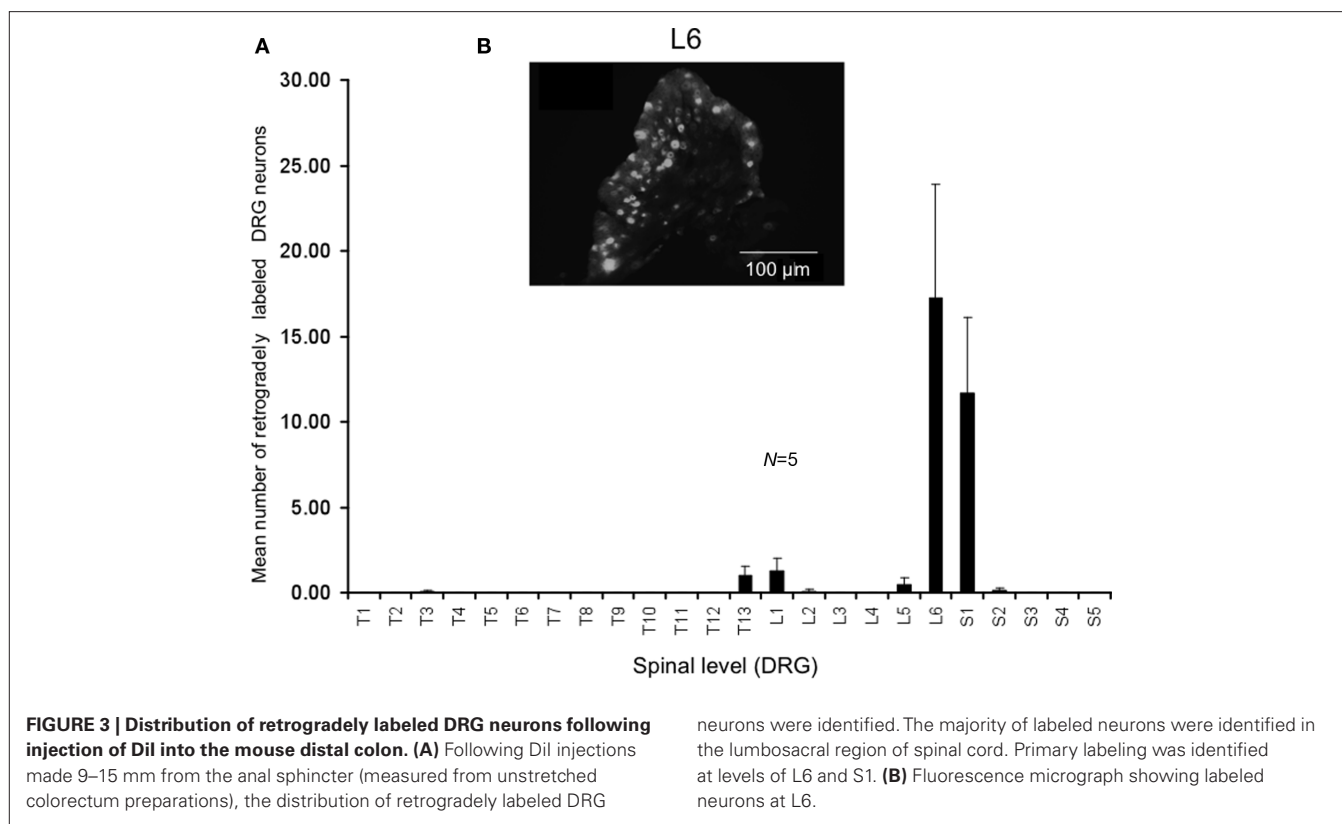 A
B
L6
30.00
25.00
20.00
15.00
10.00
5.00
0.00
Mean number of retrogradely labeled DRG neurons
100 µm
N=5
T1
T2
T3
T4
T5
T6
T7
T8
T9
T10
T11
T12
T13
L1
L2
L3
L4
L5
L6
S1
S2
S3
S4
S5
Spinal level (DRG)
FIGURE 3 | Distribution of retrogradely labeled DRG neurons following
injection of DiI into the mouse distal colon. (A) Following DiI injections
made 9–15 mm from the anal sphincter (measured from unstretched
colorectum preparations), the distribution of retrogradely labeled DRG
neurons were identified. The majority of labeled neurons were identified in
the lumbosacral region of spinal cord. Primary labeling was identified
at levels of L6 and S1. (B) Fluorescence micrograph showing labeled
neurons at L6.